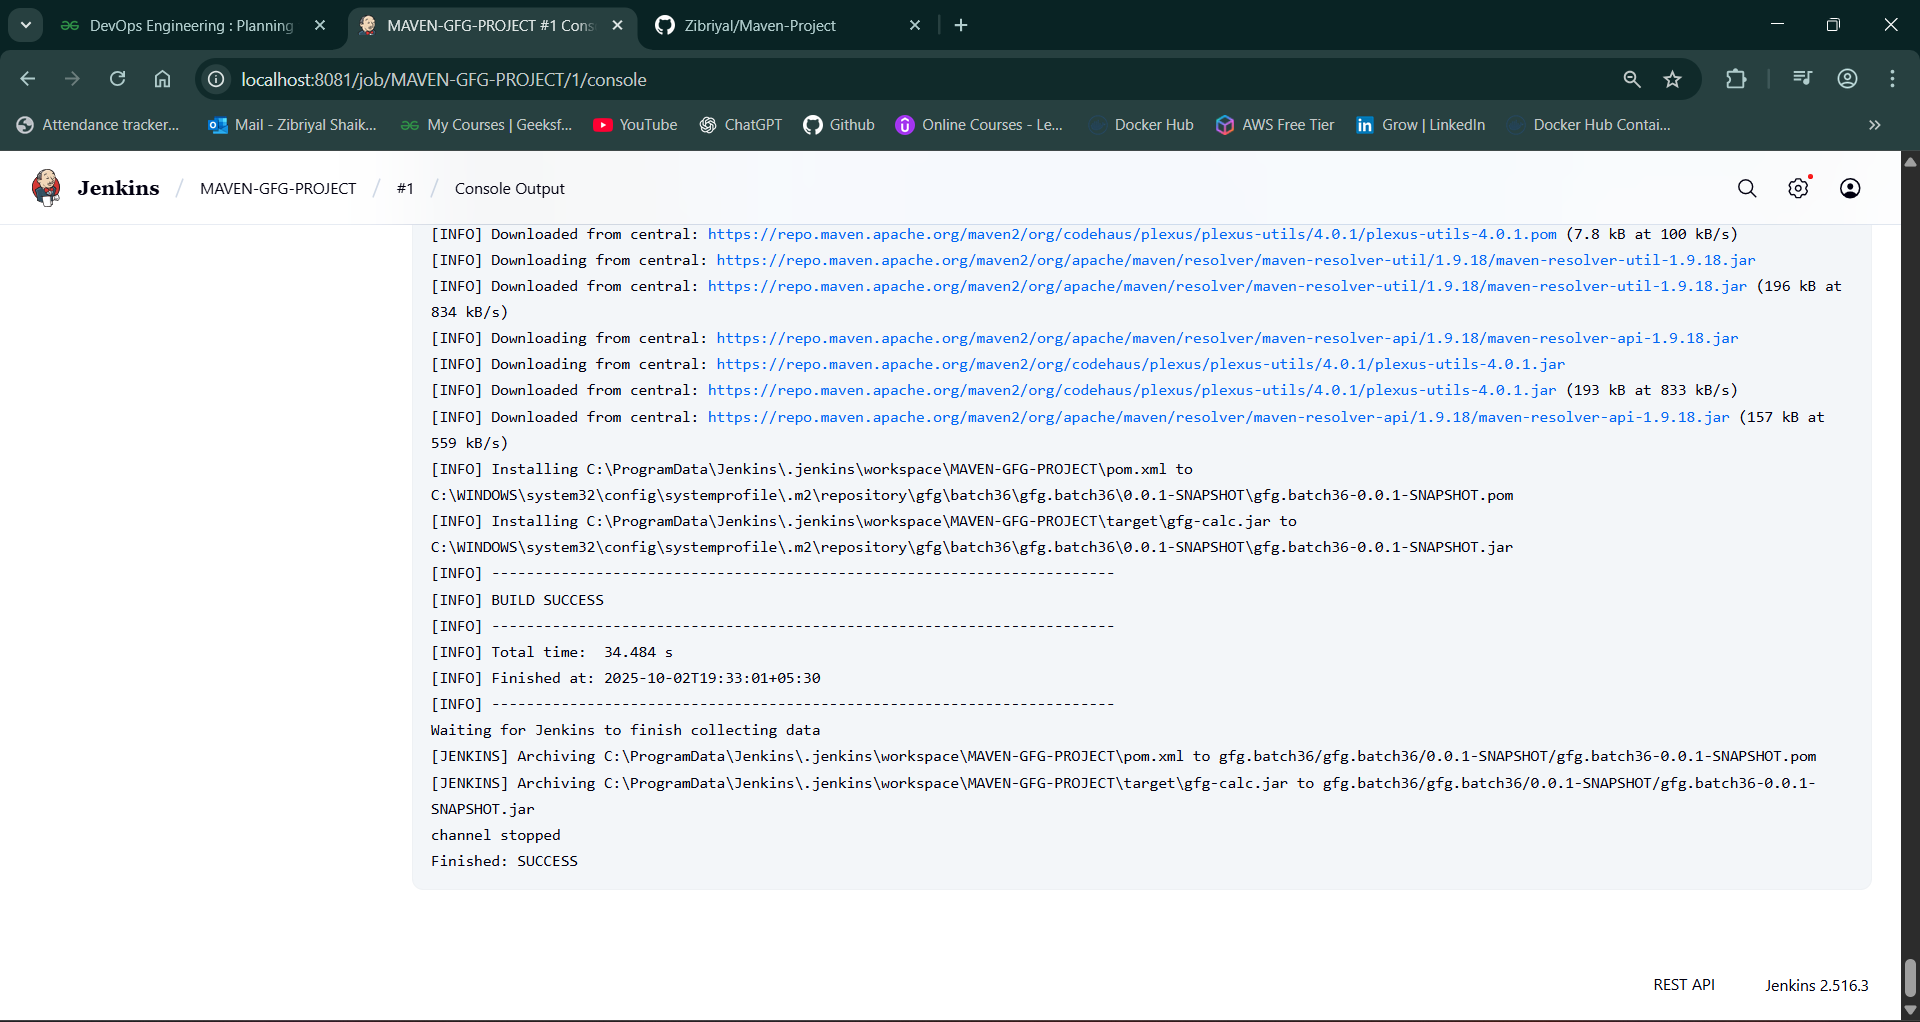 DevOps Engineering : Planning
MAVEN-GFG-PROJECT #1 Cons
Zibriyal/Maven-Project
localhost:8081/job/MAVEN-GFG-PROJECT/1/console
Attendance tracker...
Mail - Zibriyal Shaik...
My Courses | Geeksf...
YouTube
ChatGPT
Github
Online Courses - Le...
Docker Hub
AWS Free Tier
Grow | LinkedIn
Docker Hub Contai...
Jenkins / MAVEN-GFG-PROJECT / #1 / Console Output
[INFO] Downloaded from central: https://repo.maven.apache.org/maven2/org/codehaus/plexus/plexus-utils/4.0.1/plexus-utils-4.0.1.pom (7.8 kB at 100 kB/s)
[INFO] Downloading from central: https://repo.maven.apache.org/maven2/org/apache/maven/resolver/maven-resolver-util/1.9.18/maven-resolver-util-1.9.18.jar
[INFO] Downloaded from central: https://repo.maven.apache.org/maven2/org/apache/maven/resolver/maven-resolver-util/1.9.18/maven-resolver-util-1.9.18.jar (196 kB at
834 kB/s)
[INFO] Downloading from central: https://repo.maven.apache.org/maven2/org/apache/maven/resolver/maven-resolver-api/1.9.18/maven-resolver-api-1.9.18.jar
[INFO] Downloading from central: https://repo.maven.apache.org/maven2/org/codehaus/plexus/plexus-utils/4.0.1/plexus-utils-4.0.1.jar
[INFO] Downloaded from central: https://repo.maven.apache.org/maven2/org/codehaus/plexus/plexus-utils/4.0.1/plexus-utils-4.0.1.jar (193 kB at 833 kB/s)
[INFO] Downloaded from central: https://repo.maven.apache.org/maven2/org/apache/maven/resolver/maven-resolver-api/1.9.18/maven-resolver-api-1.9.18.jar (157 kB at
559 kB/s)
[INFO] Installing C:\ProgramData\Jenkins\.jenkins\workspace\MAVEN-GFG-PROJECT\pom.xml to
C:\WINDOWS\system32\config\systemprofile\.m2\repository\gfg\batch36\gfg.batch36\0.0.1-SNAPSHOT\gfg.batch36-0.0.1-SNAPSHOT.pom
[INFO] Installing C:\ProgramData\Jenkins\.jenkins\workspace\MAVEN-GFG-PROJECT\target\gfg-calc.jar to
C:\WINDOWS\system32\config\systemprofile\.m2\repository\gfg\batch36\gfg.batch36\0.0.1-SNAPSHOT\gfg.batch36-0.0.1-SNAPSHOT.jar
[INFO] ------------------------------------------------------------------------
[INFO] BUILD SUCCESS
[INFO] ------------------------------------------------------------------------
[INFO] Total time:  34.484 s
[INFO] Finished at: 2025-10-02T19:33:01+05:30
[INFO] ------------------------------------------------------------------------
Waiting for Jenkins to finish collecting data
[JENKINS] Archiving C:\ProgramData\Jenkins\.jenkins\workspace\MAVEN-GFG-PROJECT\pom.xml to gfg.batch36/gfg.batch36/0.0.1-SNAPSHOT/gfg.batch36-0.0.1-SNAPSHOT.pom
[JENKINS] Archiving C:\ProgramData\Jenkins\.jenkins\workspace\MAVEN-GFG-PROJECT\target\gfg-calc.jar to gfg.batch36/gfg.batch36/0.0.1-SNAPSHOT/gfg.batch36-0.0.1-
SNAPSHOT.jar
channel stopped
Finished: SUCCESS
REST API
Jenkins 2.516.3